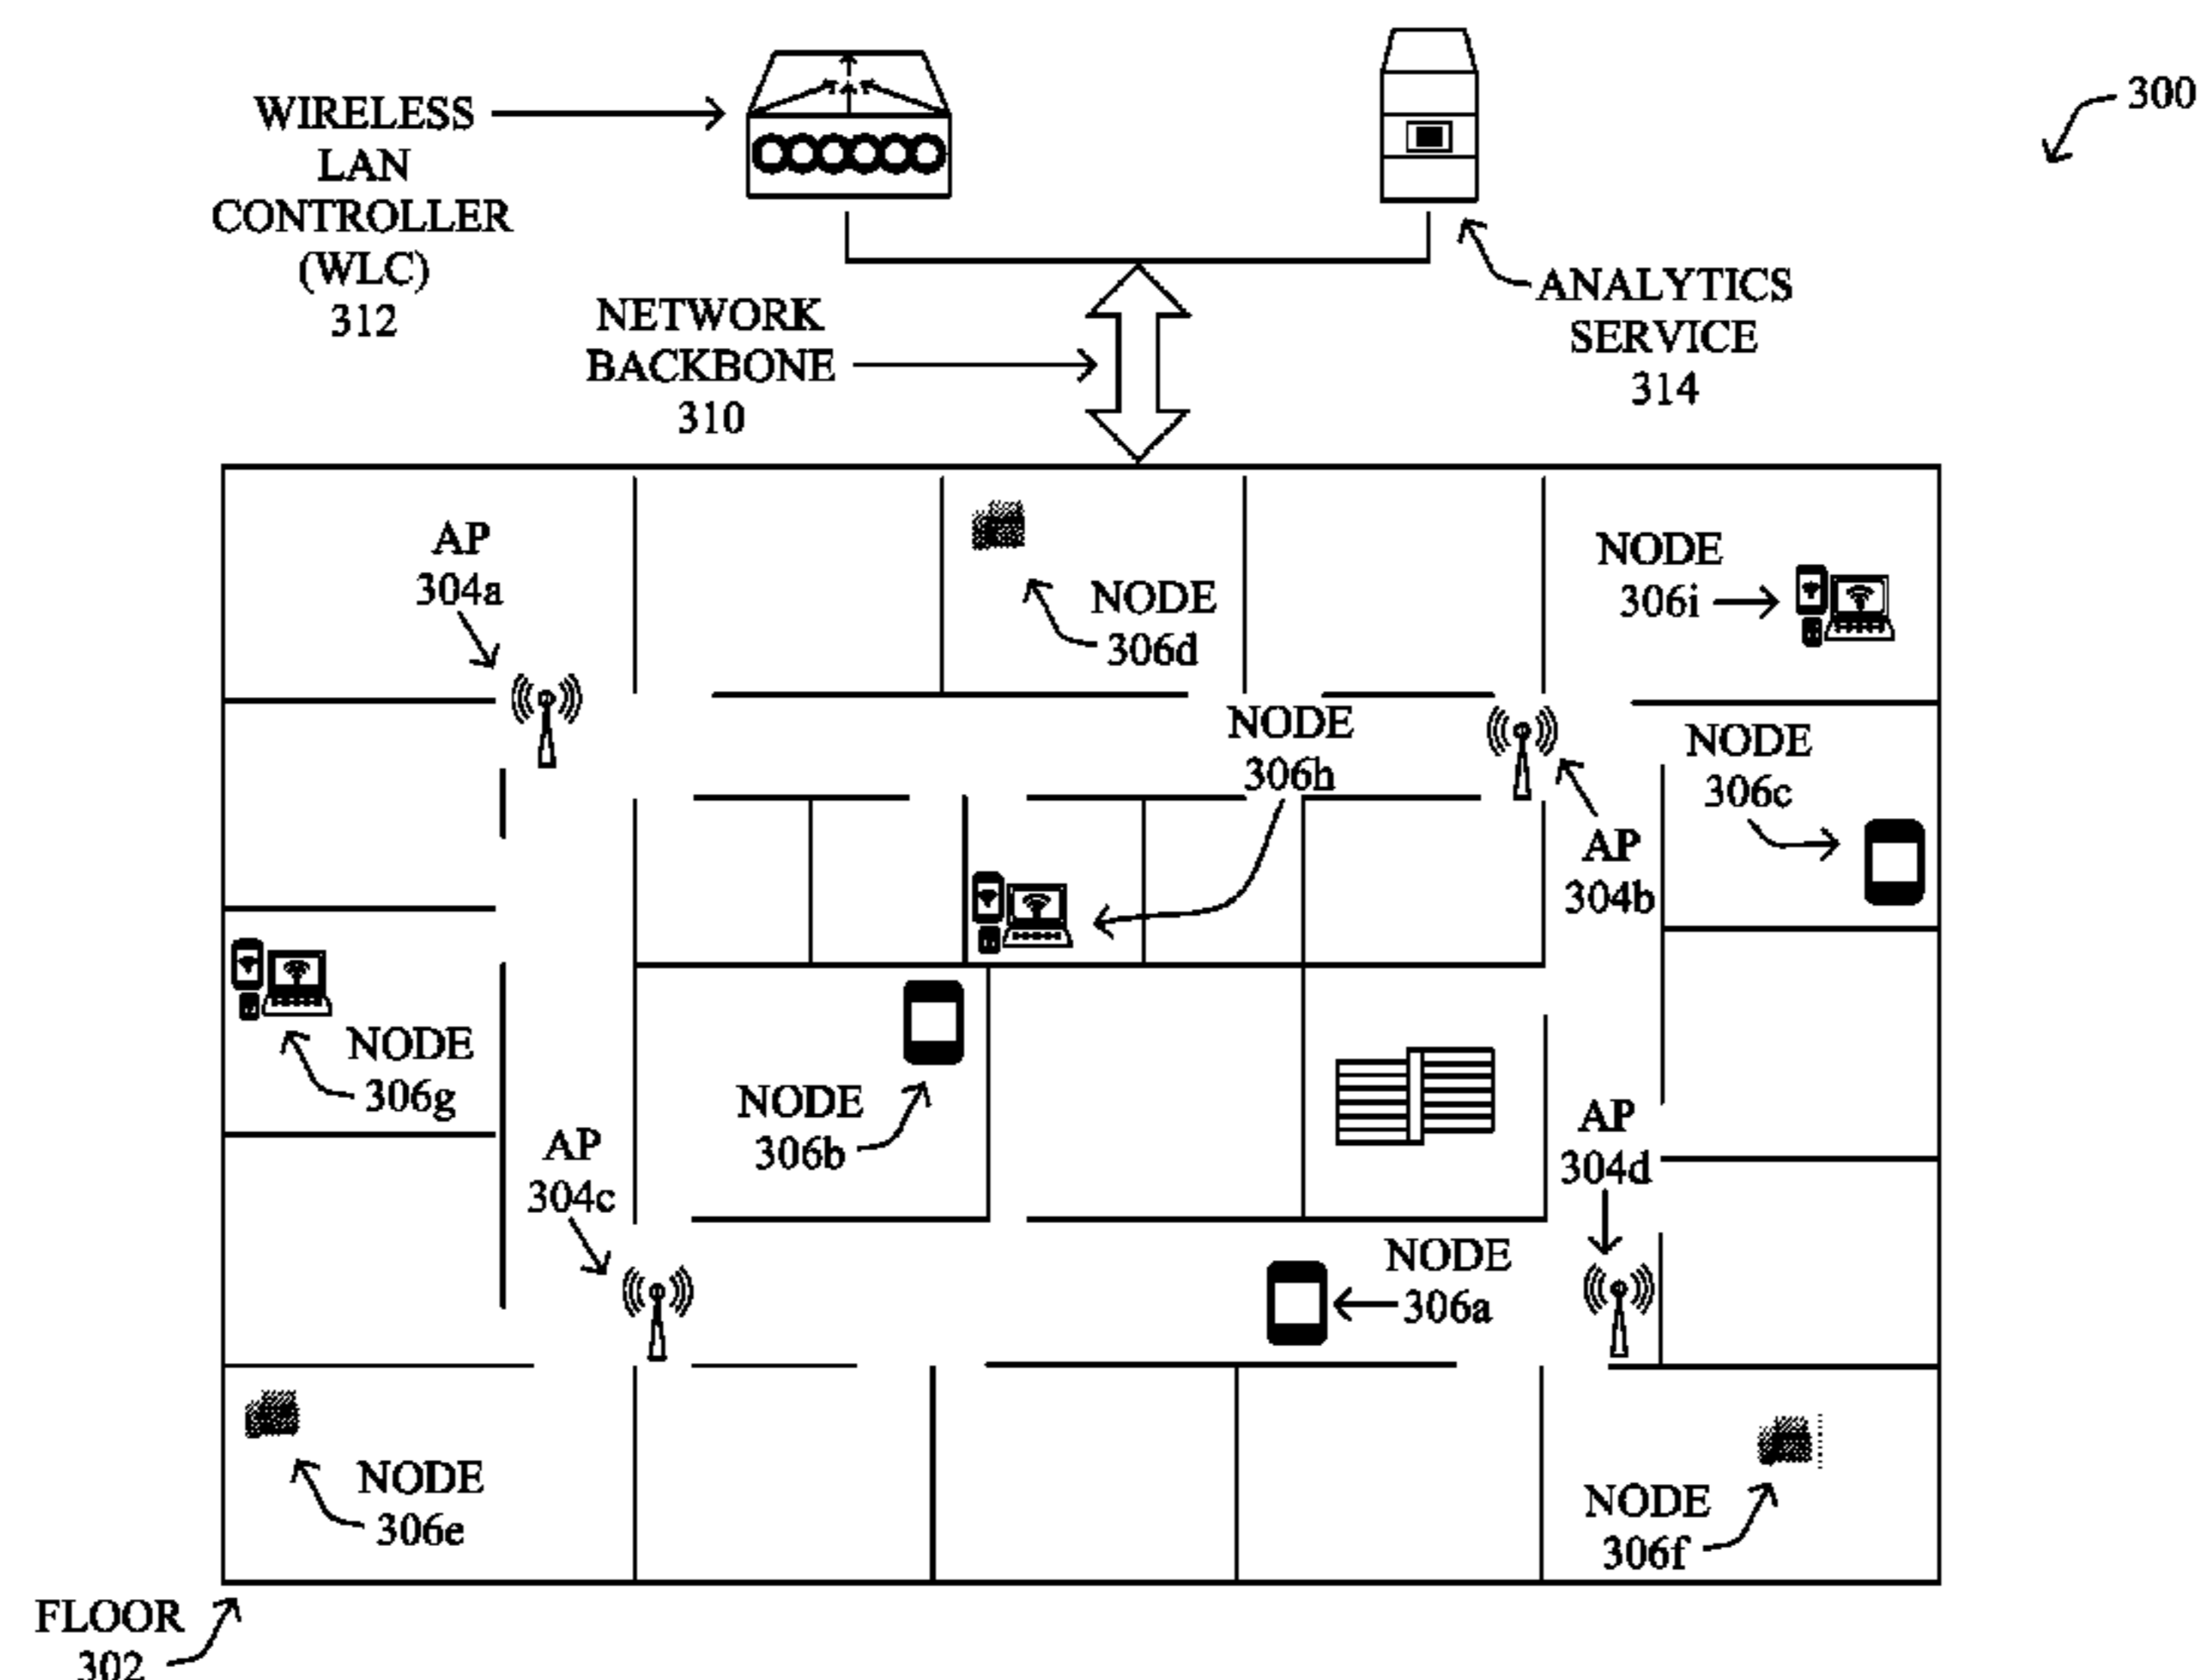 300
WIRELESS
LAN
CONTROLLER
(WLC)
312
NETWORK
BACKBONE
310
ANALYTICS
SERVICE
314
AP
304a
NODE
306d
NODE
306i
NODE
306h
NODE
306c
AP
304b
NODE
306g
NODE
306b
AP
304c
AP
304d
NODE
306a
NODE
306e
NODE
306f
FLOOR
302